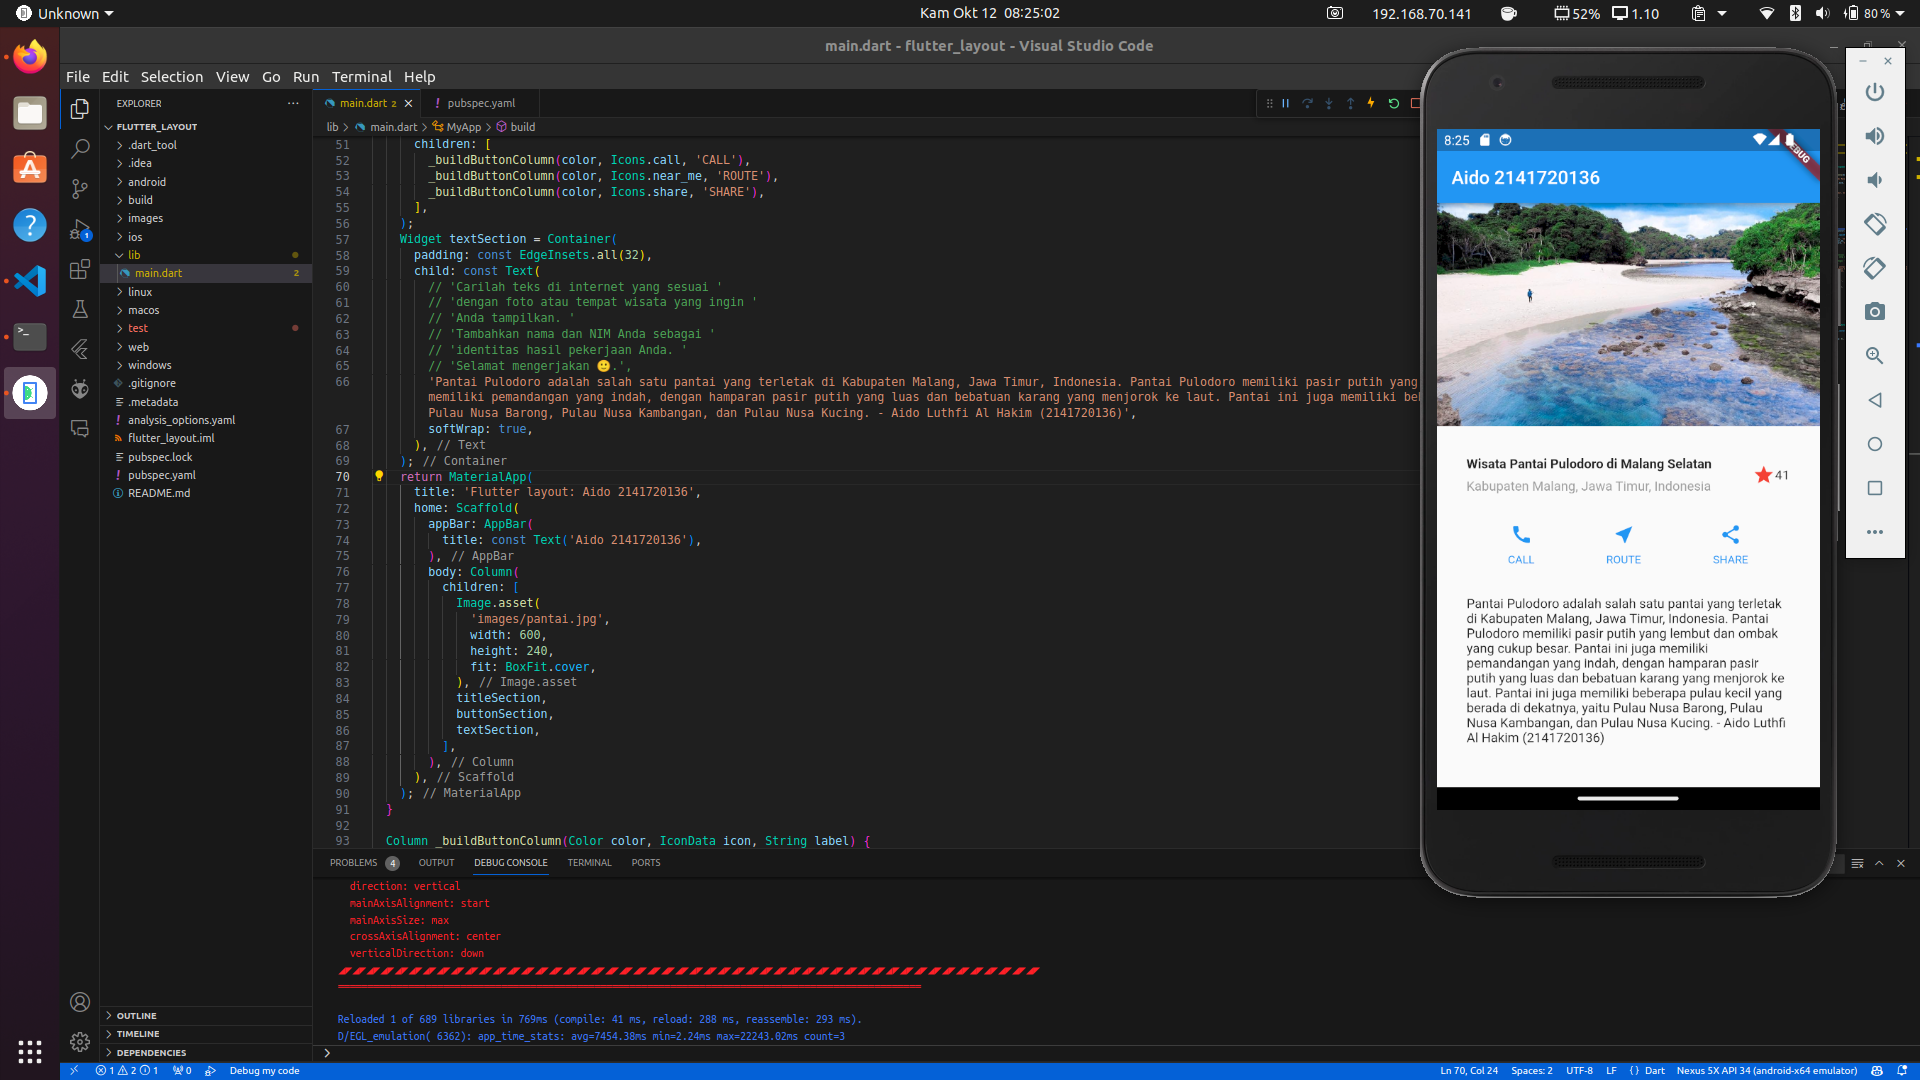 Unknown
Kam Okt 12 08:25:02
192.168.70.141
52%
1.10
80 %
main.dart - flutter_layout - Visual Studio Code
File Edit Selection View Go Run Terminal Help
EXPLORER
FLUTTER_LAYOUT
.dart_tool
.idea
android
build
images
ios
lib
main.dart 2
linux
macos
test
web
windows
.gitignore
.metadata
analysis_options.yaml
flutter_layout.iml
pubspec.lock
pubspec.yaml
README.md
OUTLINE
TIMELINE
DEPENDENCIES
main.dart 2
pubspec.yaml
lib > main.dart > MyApp > build
51 children: [
52 _buildButtonColumn(color, Icons.call, 'CALL'),
53 _buildButtonColumn(color, Icons.near_me, 'ROUTE'),
54 _buildButtonColumn(color, Icons.share, 'SHARE'),
55 ],
56 );
57 Widget textSection = Container(
58 padding: const EdgeInsets.all(32),
59 child: const Text(
60 // 'Carilah teks di internet yang sesuai '
61 // 'dengan foto atau tempat wisata yang ingin '
62 // 'Anda tampilkan. '
63 // 'Tambahkan nama dan NIM Anda sebagai '
64 // 'identitas hasil pekerjaan Anda. '
65 // 'Selamat mengerjakan 🙂.',
66 'Pantai Pulodoro adalah salah satu pantai yang terletak di Kabupaten Malang, Jawa Timur, Indonesia. Pantai Pulodoro memiliki pasir putih yang
memiliki pemandangan yang indah, dengan hamparan pasir putih yang luas dan bebatuan karang yang menjorok ke laut. Pantai ini juga memiliki
Pulau Nusa Barong, Pulau Nusa Kambangan, dan Pulau Nusa Kucing. - Aido Luthfi Al Hakim (2141720136)',
67 softWrap: true,
68 ), // Text
69 ); // Container
70 return MaterialApp(
71 title: 'Flutter layout: Aido 2141720136',
72 home: Scaffold(
73 appBar: AppBar(
74 title: const Text('Aido 2141720136'),
75 ), // AppBar
76 body: Column(
77 children: [
78 Image.asset(
79 'images/pantai.jpg',
80 width: 600,
81 height: 240,
82 fit: BoxFit.cover,
83 ), // Image.asset
84 titleSection,
85 buttonSection,
86 textSection,
87 ],
88 ), // Column
89 ), // Scaffold
90 ); // MaterialApp
91 }
92
93 Column _buildButtonColumn(Color color, IconData icon, String label) {
PROBLEMS 4 OUTPUT DEBUG CONSOLE TERMINAL PORTS
direction: vertical
mainAxisAlignment: start
mainAxisSize: max
crossAxisAlignment: center
verticalDirection: down
Reloaded 1 of 689 libraries in 769ms (compile: 41 ms, reload: 288 ms, reassemble: 293 ms).
D/EGL_emulation( 6362): app_time_stats: avg=7454.38ms min=2.24ms max=22243.02ms count=3
1 2 1 0 Debug my code
Ln 70, Col 24 Spaces: 2 UTF-8 LF { } Dart Nexus 5X API 34 (android-x64 emulator)
8:25
Aido 2141720136
Wisata Pantai Pulodoro di Malang Selatan
Kabupaten Malang, Jawa Timur, Indonesia
41
CALL ROUTE SHARE
Pantai Pulodoro adalah salah satu pantai yang terletak
di Kabupaten Malang, Jawa Timur, Indonesia. Pantai
Pulodoro memiliki pasir putih yang lembut dan ombak
yang cukup besar. Pantai ini juga memiliki
pemandangan yang indah, dengan hamparan pasir
putih yang luas dan bebatuan karang yang menjorok ke
laut. Pantai ini juga memiliki beberapa pulau kecil yang
berada di dekatnya, yaitu Pulau Nusa Barong, Pulau
Nusa Kambangan, dan Pulau Nusa Kucing. - Aido Luthfi
Al Hakim (2141720136)